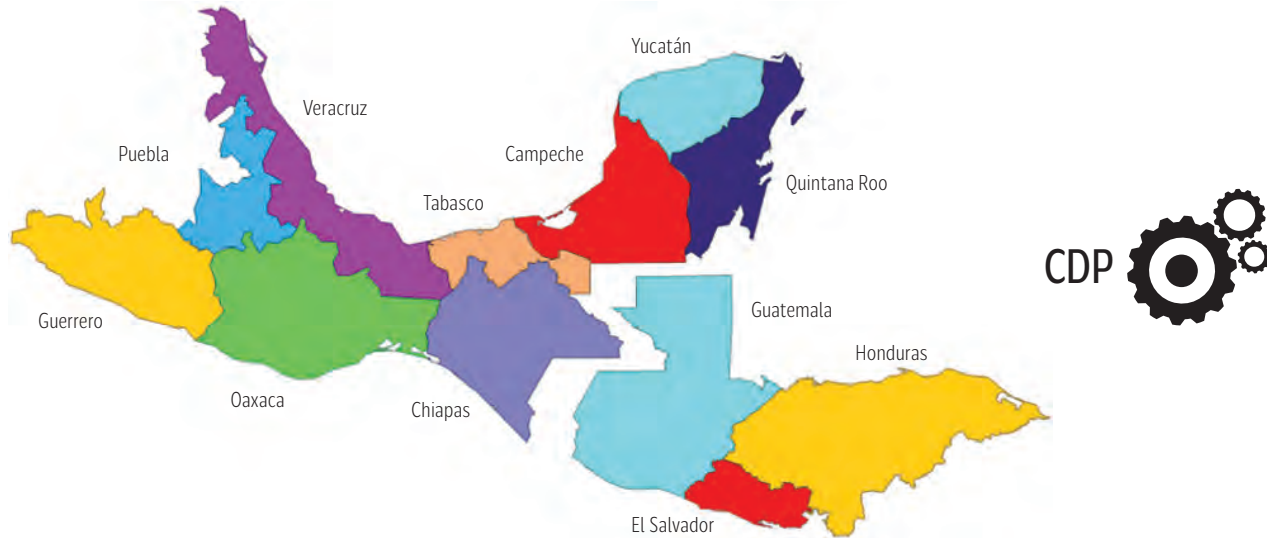 Yucatán
Veracruz
Puebla
Campeche
Quintana Roo
Tabasco
CDP
Guatemala
Guerrero
Honduras
Oaxaca
Chiapas
El Salvador